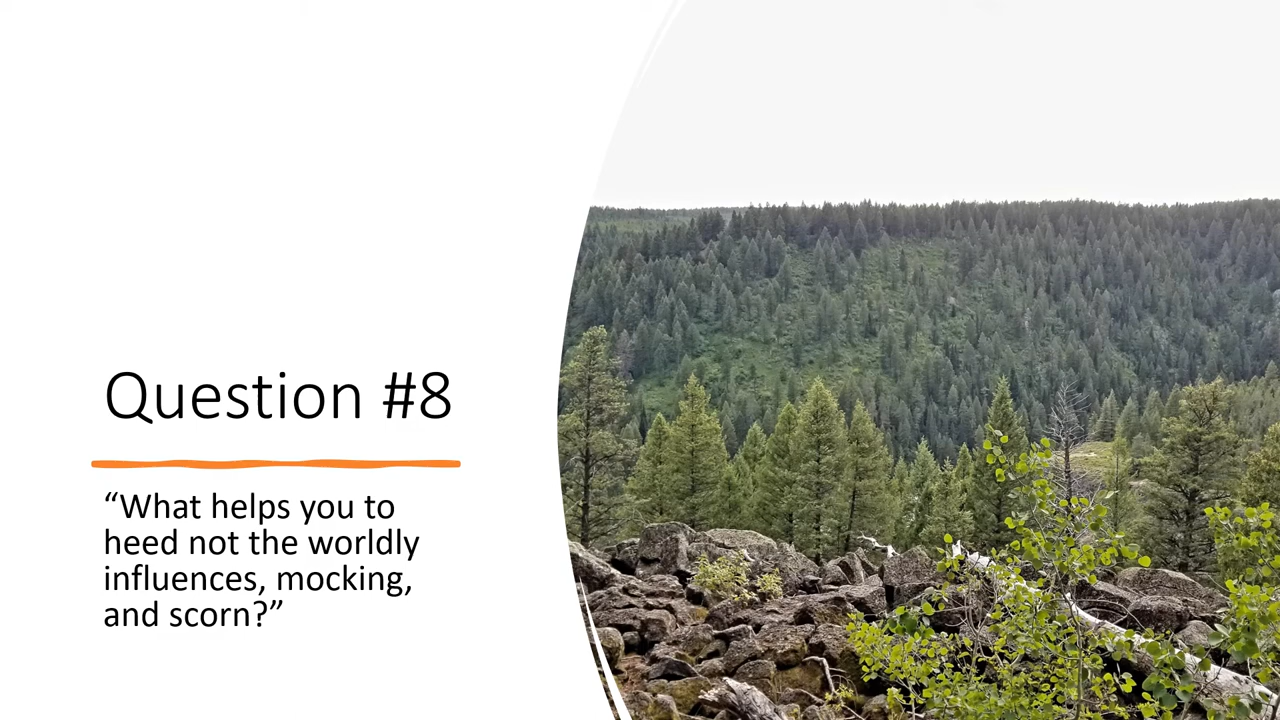 Question #8
“What helps you to
heed not the worldly
influences, mocking,
and scorn?”